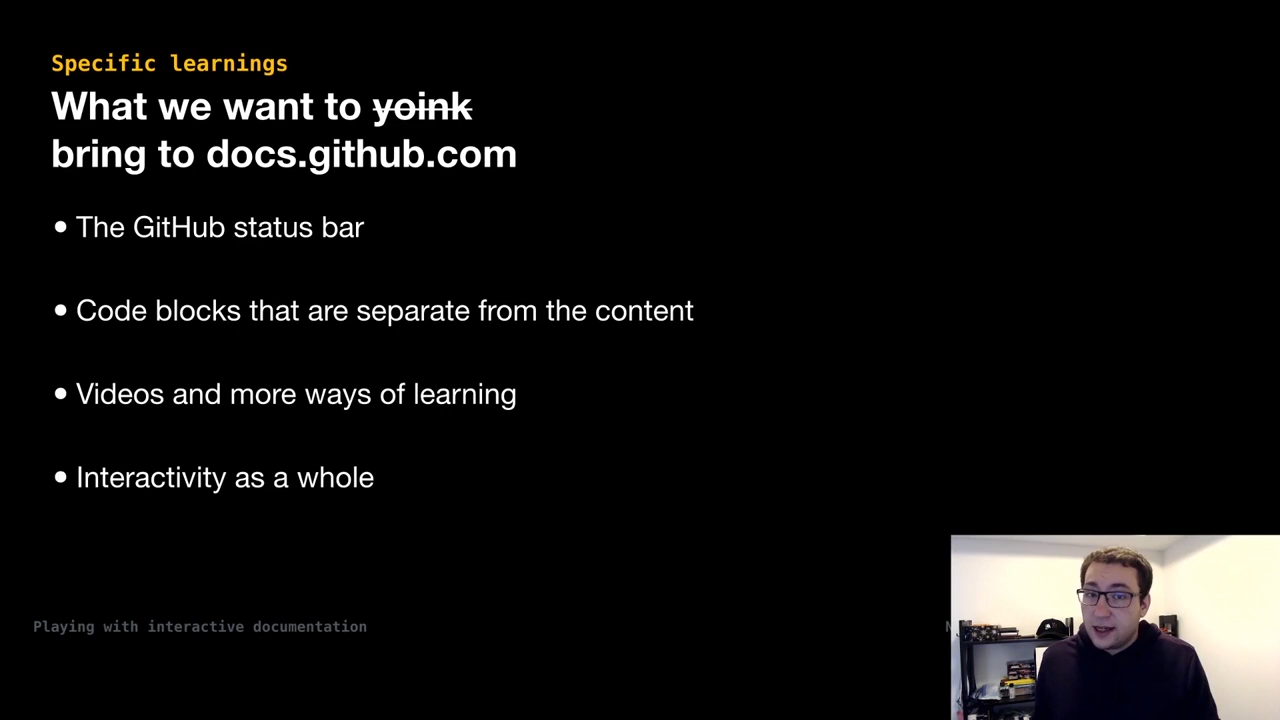 Specific learnings
What we want to yoink
bring to docs.github.com
• The GitHub status bar
• Code blocks that are separate from the content
• Videos and more ways of learning
• Interactivity as a whole
Playing with interactive documentation